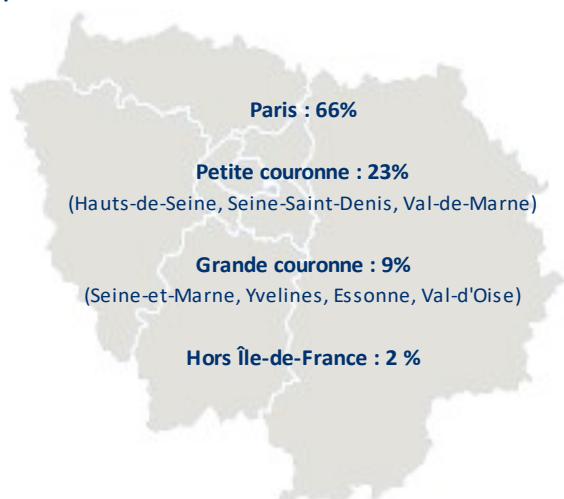 Paris : 66%
Petite couronne : 23%
(Hauts-de-Seine, Seine-Saint-Denis, Val-de-Marne)
Grande couronne : 9%
(Seine-et-Marne, Yvelines, Essonne, Val-d'Oise)
Hors Île-de-France : 2 %